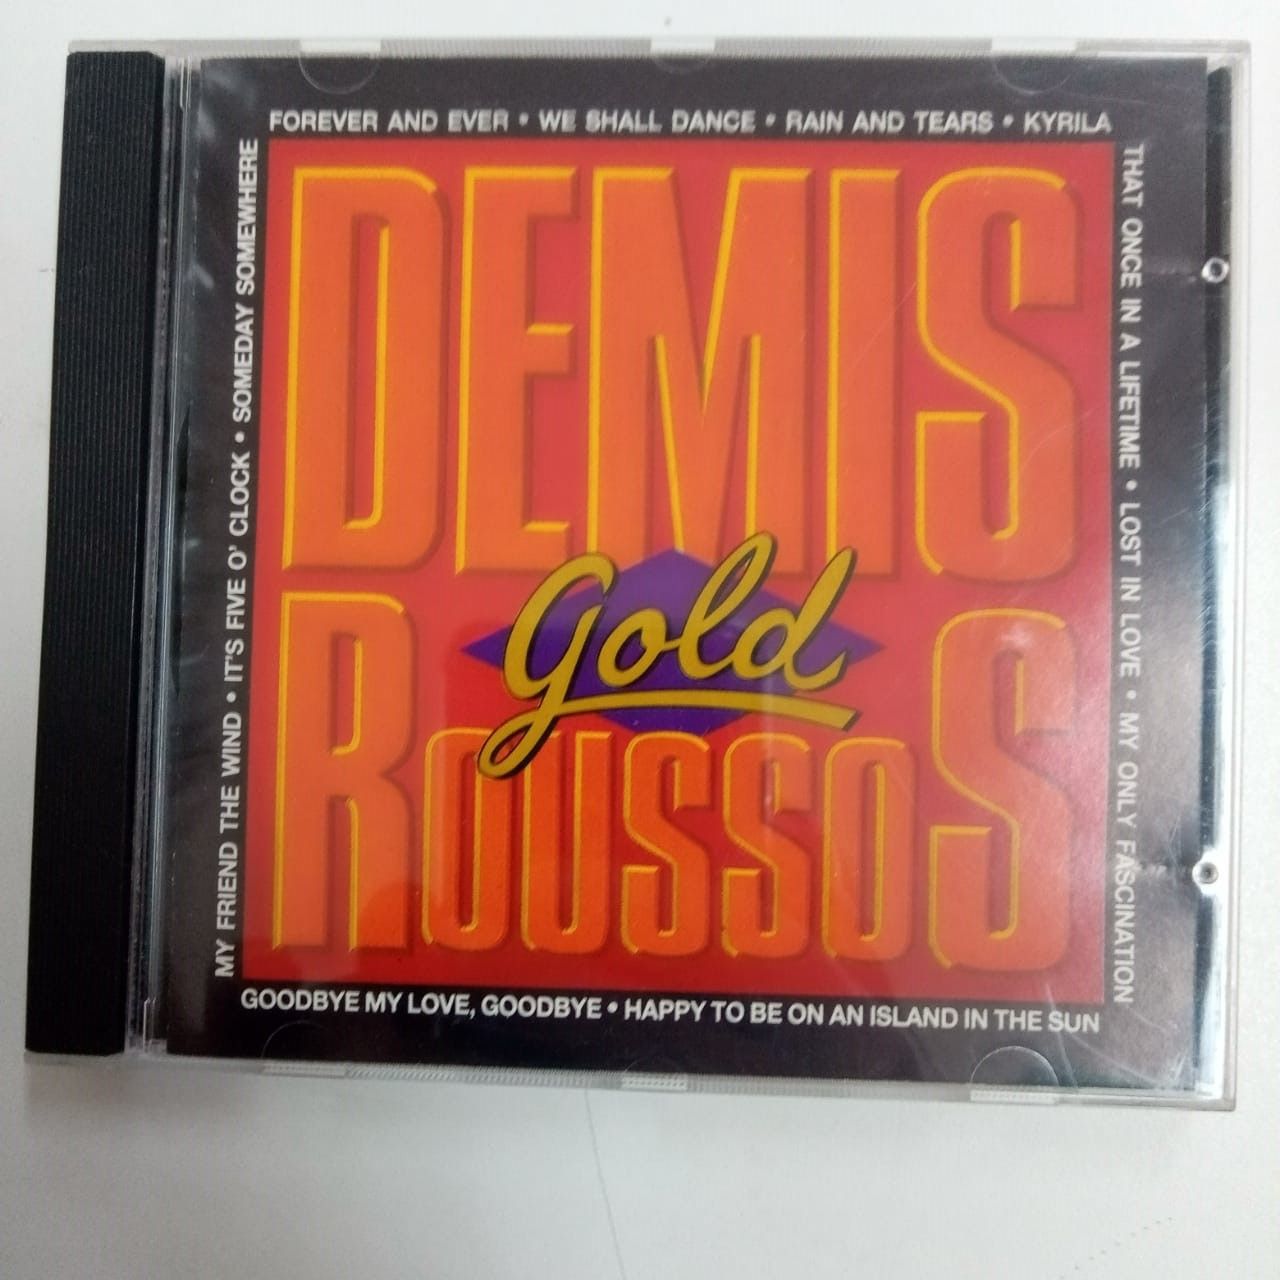 FOREVER AND EVER • WE SHALL DANCE • RAIN AND TEARS • KYRILA
THAT ONCE IN A LIFETIME • LOST IN LOVE • MY ONLY FASCINATION
MY FRIEND THE WIND • IT'S FIVE O' CLOCK • SOMEDAY SOMEWHERE
DEMIS
Gold
ROUSSOS
GOODBYE MY LOVE, GOODBYE • HAPPY TO BE ON AN ISLAND IN THE SUN